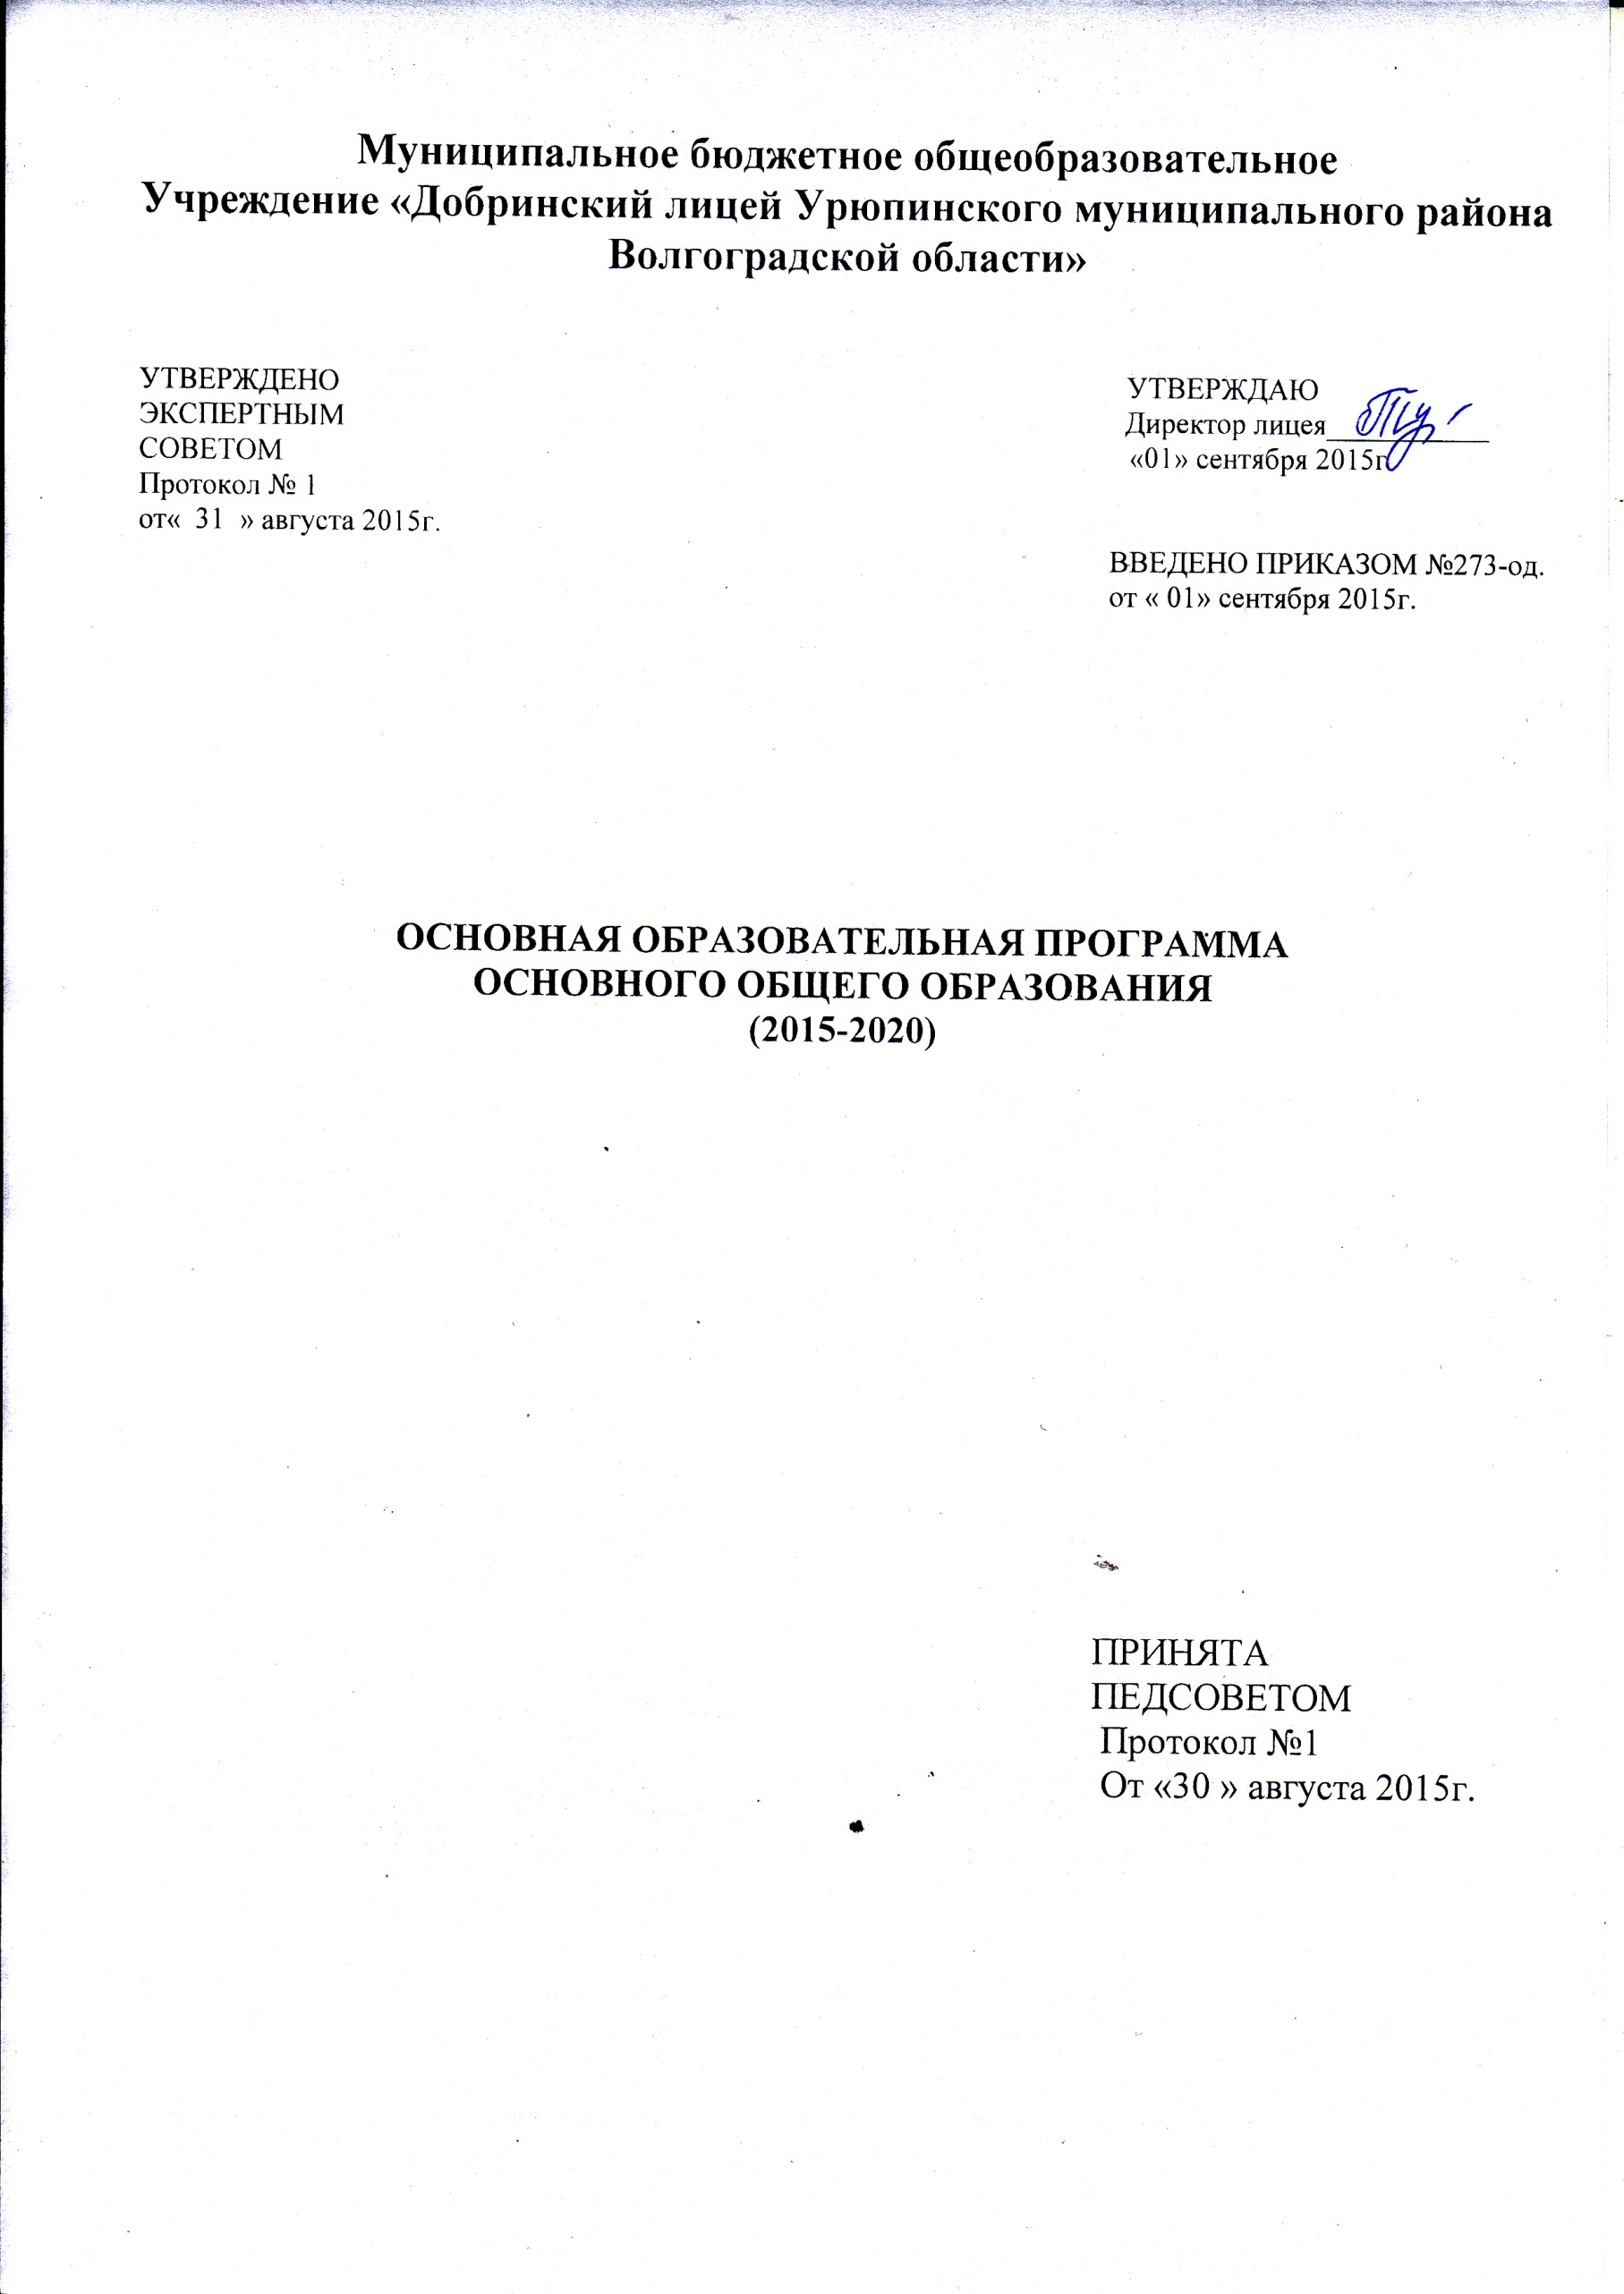 Муниципальное бюджетное общеобразовательное
Учреждение «Добринский лицей Урюпинского муниципального района
Волгоградской области»
УТВЕРЖДЕНО
ЭКСПЕРТНЫМ
СОВЕТОМ
Протокол № 1
от« 31 » августа 2015г.
УТВЕРЖДАЮ
Директор лицея____________
«01» сентября 2015г
ВВЕДЕНО ПРИКАЗОМ №273-од.
от « 01» сентября 2015г.
ОСНОВНАЯ ОБРАЗОВАТЕЛЬНАЯ ПРОГРАММА
ОСНОВНОГО ОБЩЕГО ОБРАЗОВАНИЯ
(2015-2020)
ПРИНЯТА
ПЕДСОВЕТОМ
Протокол №1
От «30 » августа 2015г.